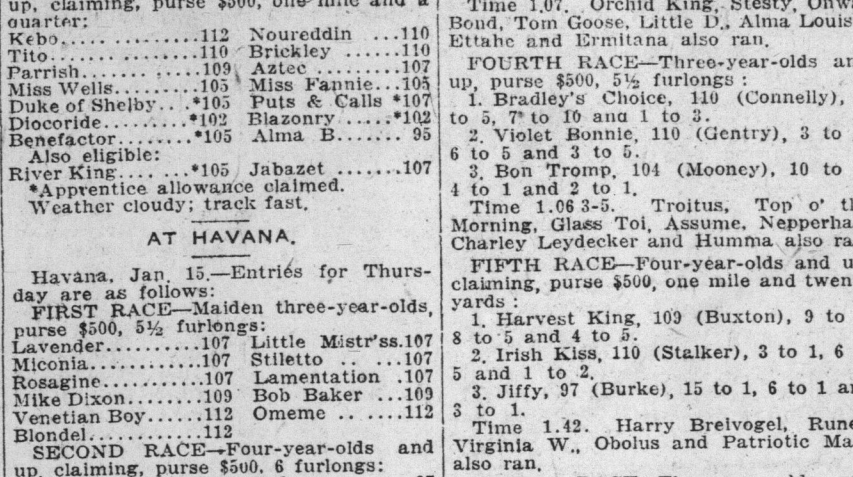 up, claiming, purse $500, one mile and a
quarter:
Kebo..............112 Noureddin ...110
Tito..............110 Brickley .......110
Parrish...........109 Aztec .........107
Miss Wells........105 Miss Fannie...105
Duke of Shelby...*105 Puts & Calls *107
Diocoride........*102 Blazonry .....*102
Benefactor.......*105 Alma B....... 95
Also eligible:
River King.......*105 Jabazet .......107
*Apprentice allowance claimed.
Weather cloudy; track fast.
AT HAVANA.
Havana, Jan. 15.—Entries for Thurs-
day are as follows:
FIRST RACE—Maiden three-year-olds,
purse $500, 5½ furlongs:
Lavender..........107 Little Mistr'ss.107
Miconia...........107 Stiletto .. ....107
Rosagine..........107 Lamentation .107
Mike Dixon........109 Bob Baker ...109
Venetian Boy......112 Omeme .. .....112
Blondel...........112
SECOND RACE—Four-year-olds and
up, claiming, purse $500, 6 furlongs:
Time 1.07. Orchid King, Stesty, Onw
Bond, Tom Goose, Little D., Alma Louis
Ettahe and Ermitana also ran.
FOURTH RACE—Three-year-olds an
up, purse $500, 5½ furlongs:
1. Bradley's Choice, 110 (Connelly),
to 5, 7 to 10 and 1 to 3.
2. Violet Bonnie, 110 (Gentry), 3 to
6 to 5 and 3 to 5.
3. Bon Tromp, 104 (Mooney), 10 to
4 to 1 and 2 to 1.
Time 1.06 3-5. Troitus, Top o' th
Morning, Glass Toi, Assume, Nepperha
Charley Leydecker and Humma also ra
FIFTH RACE—Four-year-olds and u
claiming, purse $500, one mile and twen
yards:
1. Harvest King, 109 (Buxton), 9 to
8 to 5 and 4 to 5.
2. Irish Kiss, 110 (Stalker), 3 to 1, 6
5 and 1 to 2.
3. Jiffy, 97 (Burke), 15 to 1, 6 to 1 an
3 to 1.
Time 1.42. Harry Breivogel, Rune
Virginia W., Obolus and Patriotic Ma
also ran.